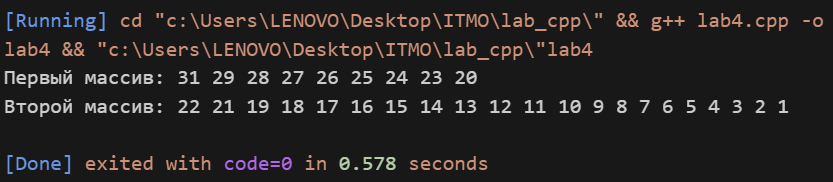 [Running] cd "c:\Users\LENOVO\Desktop\ITMO\lab_cpp\" && g++ lab4.cpp -o
lab4 && "c:\Users\LENOVO\Desktop\ITMO\lab_cpp\"lab4
Первый массив: 31 29 28 27 26 25 24 23 20
Второй массив: 22 21 19 18 17 16 15 14 13 12 11 10 9 8 7 6 5 4 3 2 1
[Done] exited with code=0 in 0.578 seconds